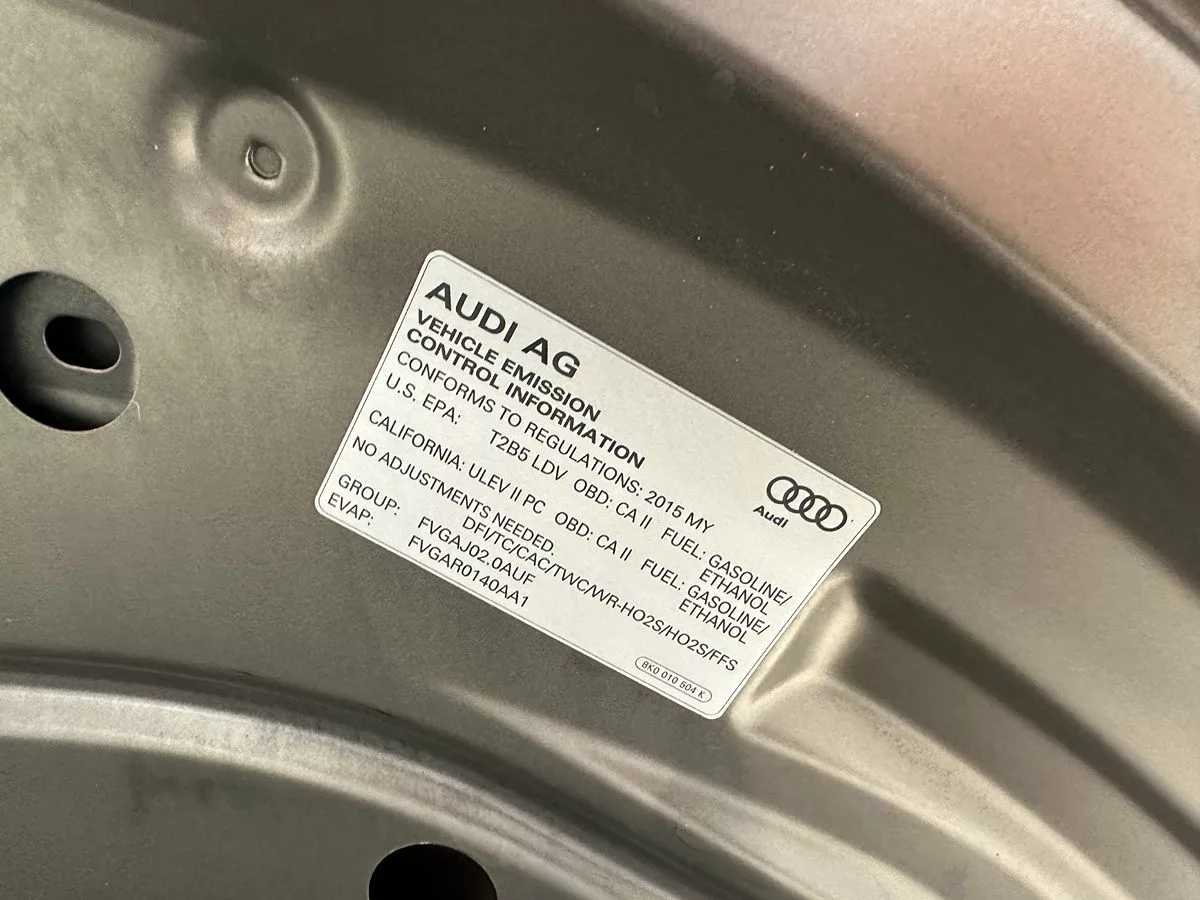 AUDI AG
VEHICLE EMISSION
CONTROL INFORMATION
CONFORMS TO REGULATIONS: 2015 MY
U.S. EPA: T2B5 LDV OBD: CA II FUEL: GASOLINE/
ETHANOL
CALIFORNIA: ULEV II PC OBD: CA II FUEL: GASOLINE/
ETHANOL
NO ADJUSTMENTS NEEDED.
DFI/TC/CAC/TWC/WR-HO2S/HO2S/FFS
GROUP: FVGAJ02.0AUF
EVAP: FVGAR0140AA1
Audi
8K0 010 504 K